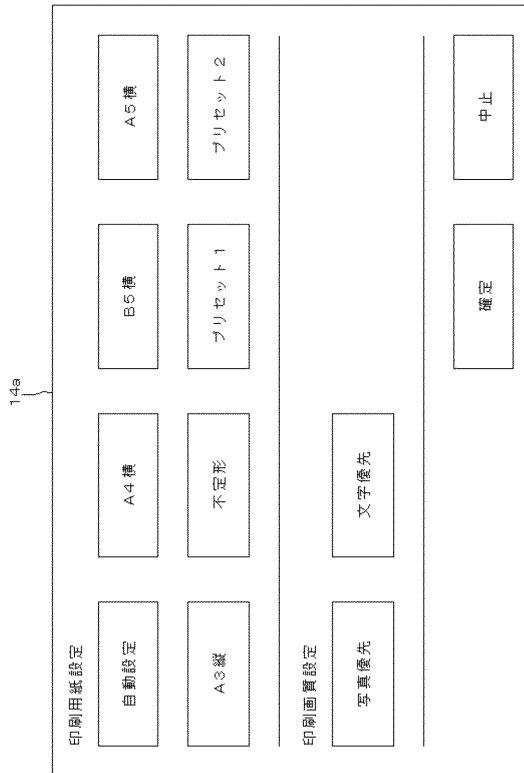 14a
印刷用紙設定
自動設定
A4横
B5横
A5横
A3縦
不定形
プリセット1
プリセット2
印刷画質設定
写真優先
文字優先
確定
中止